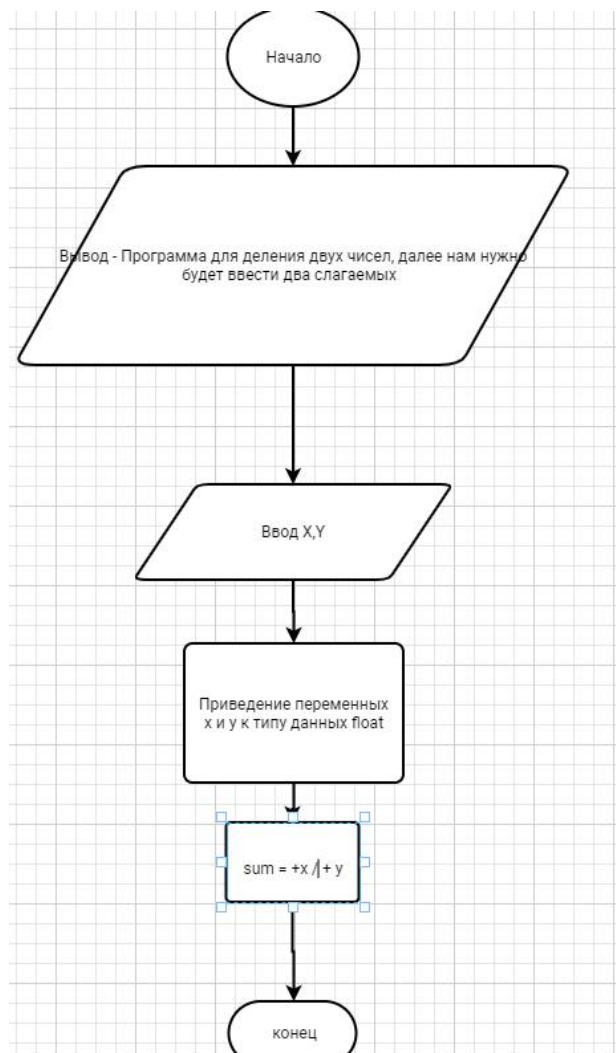 Начало
Вывод - Программа для деления двух чисел, далее нам нужно
будет ввести два слагаемых
Ввод X,Y
Приведение переменных
x и y к типу данных float
sum = +x /+ y
конец